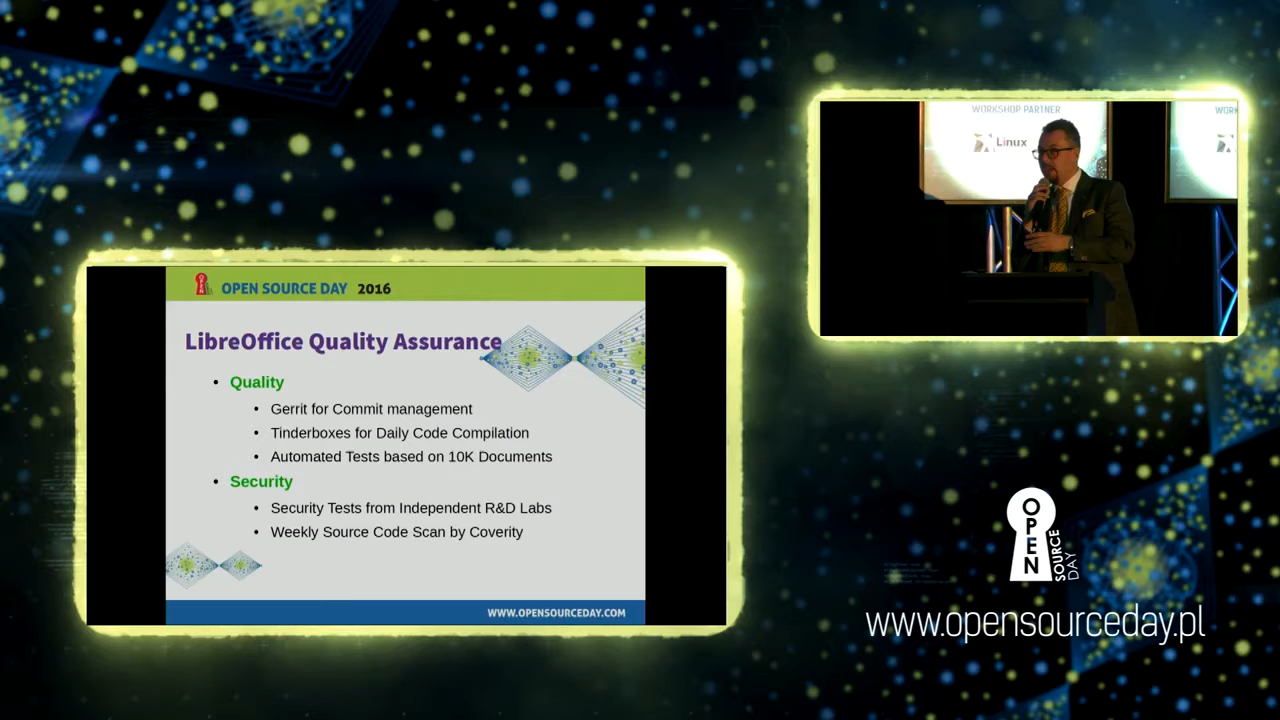 OPEN SOURCE DAY 2016
LibreOffice Quality Assurance
• Quality
• Gerrit for Commit management
• Tinderboxes for Daily Code Compilation
• Automated Tests based on 10K Documents
• Security
• Security Tests from Independent R&D Labs
• Weekly Source Code Scan by Coverity
WWW.OPENSOURCEDAY.COM
WORKSHOP PARTNER
WORK
Linux
OPEN
SOURCE
DAY
www.opensourceday.pl